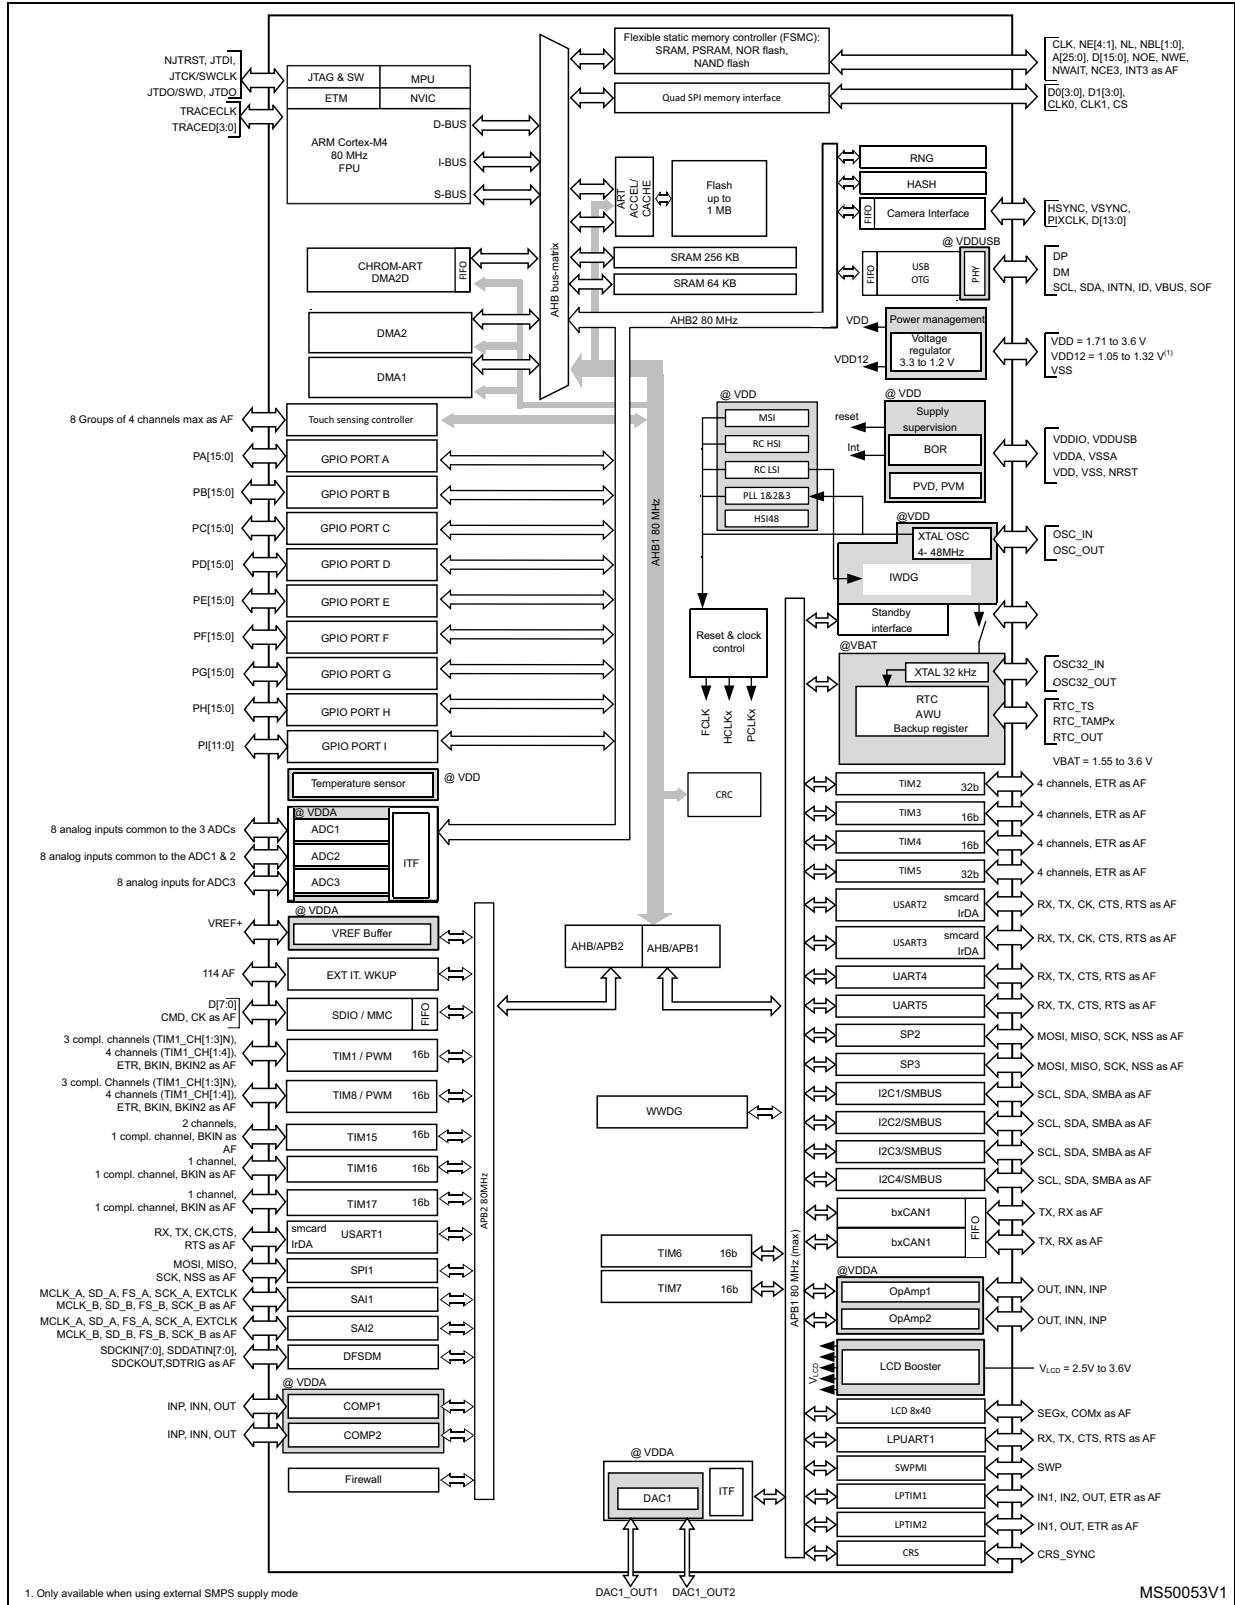 NJTRST, JTDI,
JTCK/SWCLK
JTDO/SWD, JTDO
TRACECLK
TRACED[3:0]
JTAG & SW
MPU
ETM
NVIC
ARM Cortex-M4
80 MHz
FPU
D-BUS
I-BUS
S-BUS
CHROM-ART
DMA2D
FIFO
DMA2
DMA1
AHB bus-matrix
Flexible static memory controller (FSMC):
SRAM, PSRAM, NOR flash,
NAND flash
CLK, NE[4:1], NL, NBL[1:0],
A[25:0], D[15:0], NOE, NWE,
NWAIT, NCE3, INT3 as AF
Quad SPI memory interface
D0[3:0], D1[3:0],
CLK0, CLK1, CS
ART
ACCEL/
CACHE
Flash
up to
1 MB
SRAM 256 KB
SRAM 64 KB
AHB2 80 MHz
RNG
HASH
FIFO
Camera Interface
HSYNC, VSYNC,
PIXCLK, D[13:0]
@ VDDUSB
FIFO
USB
OTG
PHY
DP
DM
SCL, SDA, INTN, ID, VBUS, SOF
VDD
VDD12
Power management
Voltage
regulator
3.3 to 1.2 V
VDD = 1.71 to 3.6 V
VDD12 = 1.05 to 1.32 V(1)
VSS
@ VDD
MSI
RC HSI
RC LSI
PLL 1&2&3
HSI48
@ VDD
reset
Int
Supply
supervision
BOR
PVD, PVM
VDDIO, VDDUSB
VDDA, VSSA
VDD, VSS, NRST
@VDD
XTAL OSC
4- 48MHz
IWDG
OSC_IN
OSC_OUT
Standby
interface
@VBAT
XTAL 32 kHz
RTC
AWU
Backup register
OSC32_IN
OSC32_OUT
RTC_TS
RTC_TAMPx
RTC_OUT
VBAT = 1.55 to 3.6 V
Reset & clock
control
FCLK
HCLKx
PCLKx
AHB1 80 MHz
CRC
8 Groups of 4 channels max as AF
Touch sensing controller
PA[15:0]
GPIO PORT A
PB[15:0]
GPIO PORT B
PC[15:0]
GPIO PORT C
PD[15:0]
GPIO PORT D
PE[15:0]
GPIO PORT E
PF[15:0]
GPIO PORT F
PG[15:0]
GPIO PORT G
PH[15:0]
GPIO PORT H
PI[11:0]
GPIO PORT I
Temperature sensor
@ VDD
@ VDDA
8 analog inputs common to the 3 ADCs
ADC1
8 analog inputs common to the ADC1 & 2
ADC2
8 analog inputs for ADC3
ADC3
ITF
@ VDDA
VREF+
VREF Buffer
114 AF
EXT IT. WKUP
D[7:0]
CMD, CK as AF
SDIO / MMC
FIFO
3 compl. channels (TIM1_CH[1:3]N),
4 channels (TIM1_CH[1:4]),
ETR, BKIN, BKIN2 as AF
TIM1 / PWM
16b
3 compl. Channels (TIM1_CH[1:3]N),
4 channels (TIM1_CH[1:4]),
ETR, BKIN, BKIN2 as AF
TIM8 / PWM
16b
2 channels,
1 compl. channel, BKIN as
AF
TIM15
16b
1 channel,
1 compl. channel, BKIN as AF
TIM16
16b
1 channel,
1 compl. channel, BKIN as AF
TIM17
16b
RX, TX, CK,CTS,
RTS as AF
smcard
IrDA
USART1
MOSI, MISO,
SCK, NSS as AF
SPI1
MCLK_A, SD_A, FS_A, SCK_A, EXTCLK
MCLK_B, SD_B, FS_B, SCK_B as AF
SAI1
MCLK_A, SD_A, FS_A, SCK_A, EXTCLK
MCLK_B, SD_B, FS_B, SCK_B as AF
SAI2
SDCKIN[7:0], SDDATIN[7:0],
SDCKOUT,SDTRIG as AF
DFSDM
@ VDDA
INP, INN, OUT
COMP1
INP, INN, OUT
COMP2
Firewall
APB2 80MHz
AHB/APB2
AHB/APB1
WWDG
TIM6
16b
TIM7
16b
@ VDDA
DAC1
ITF
DAC1_OUT1
DAC1_OUT2
APB1 80 MHz (max)
TIM2
32b
4 channels, ETR as AF
TIM3
16b
4 channels, ETR as AF
TIM4
16b
4 channels, ETR as AF
TIM5
32b
4 channels, ETR as AF
USART2
smcard
IrDA
RX, TX, CK, CTS, RTS as AF
USART3
smcard
IrDA
RX, TX, CK, CTS, RTS as AF
UART4
RX, TX, CTS, RTS as AF
UART5
RX, TX, CTS, RTS as AF
SP2
MOSI, MISO, SCK, NSS as AF
SP3
MOSI, MISO, SCK, NSS as AF
I2C1/SMBUS
SCL, SDA, SMBA as AF
I2C2/SMBUS
SCL, SDA, SMBA as AF
I2C3/SMBUS
SCL, SDA, SMBA as AF
I2C4/SMBUS
SCL, SDA, SMBA as AF
bxCAN1
TX, RX as AF
bxCAN1
TX, RX as AF
FIFO
@VDDA
OpAmp1
OUT, INN, INP
OpAmp2
OUT, INN, INP
VLCD
LCD Booster
VLCD = 2.5V to 3.6V
LCD 8x40
SEGx, COMx as AF
LPUART1
RX, TX, CTS, RTS as AF
SWPMI
SWP
LPTIM1
IN1, IN2, OUT, ETR as AF
LPTIM2
IN1, OUT, ETR as AF
CRS
CRS_SYNC
1. Only available when using external SMPS supply mode
MS50053V1